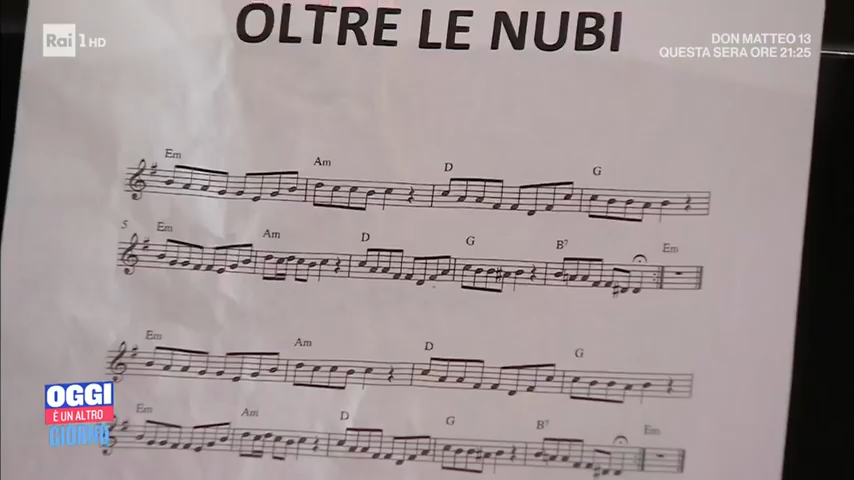 OLTRE LE NUBI
Rai 1 HD
DON MATTEO 13
QUESTA SERA ORE 21:25
Em Am D G
5
Em Am D G B7 Em
Em Am D G
Em Am D G B7 Em
OGGI
È UN ALTRO
GIORNO